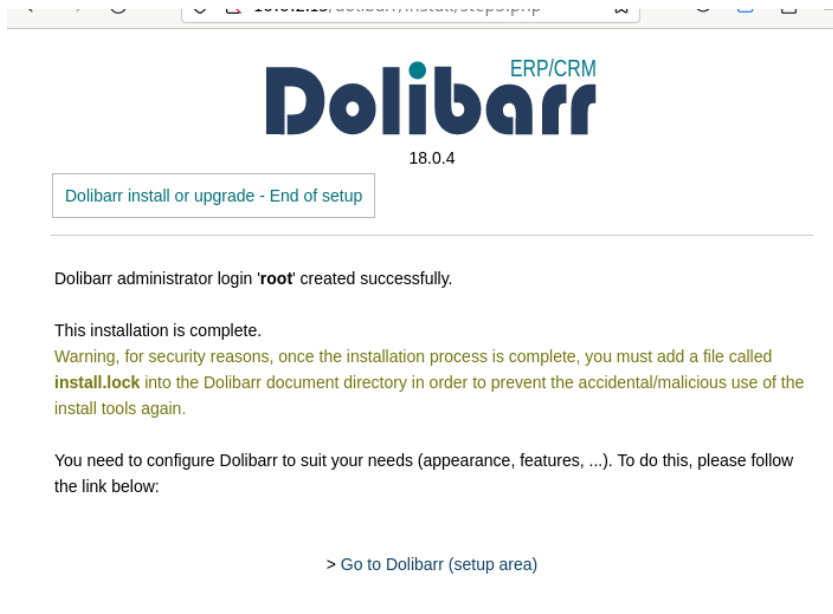 ERP/CRM
Dolibarr
18.0.4
Dolibarr install or upgrade - End of setup
Dolibarr administrator login 'root' created successfully.
This installation is complete.
Warning, for security reasons, once the installation process is complete, you must add a file called
install.lock into the Dolibarr document directory in order to prevent the accidental/malicious use of the
install tools again.
You need to configure Dolibarr to suit your needs (appearance, features, ...). To do this, please follow
the link below:
> Go to Dolibarr (setup area)